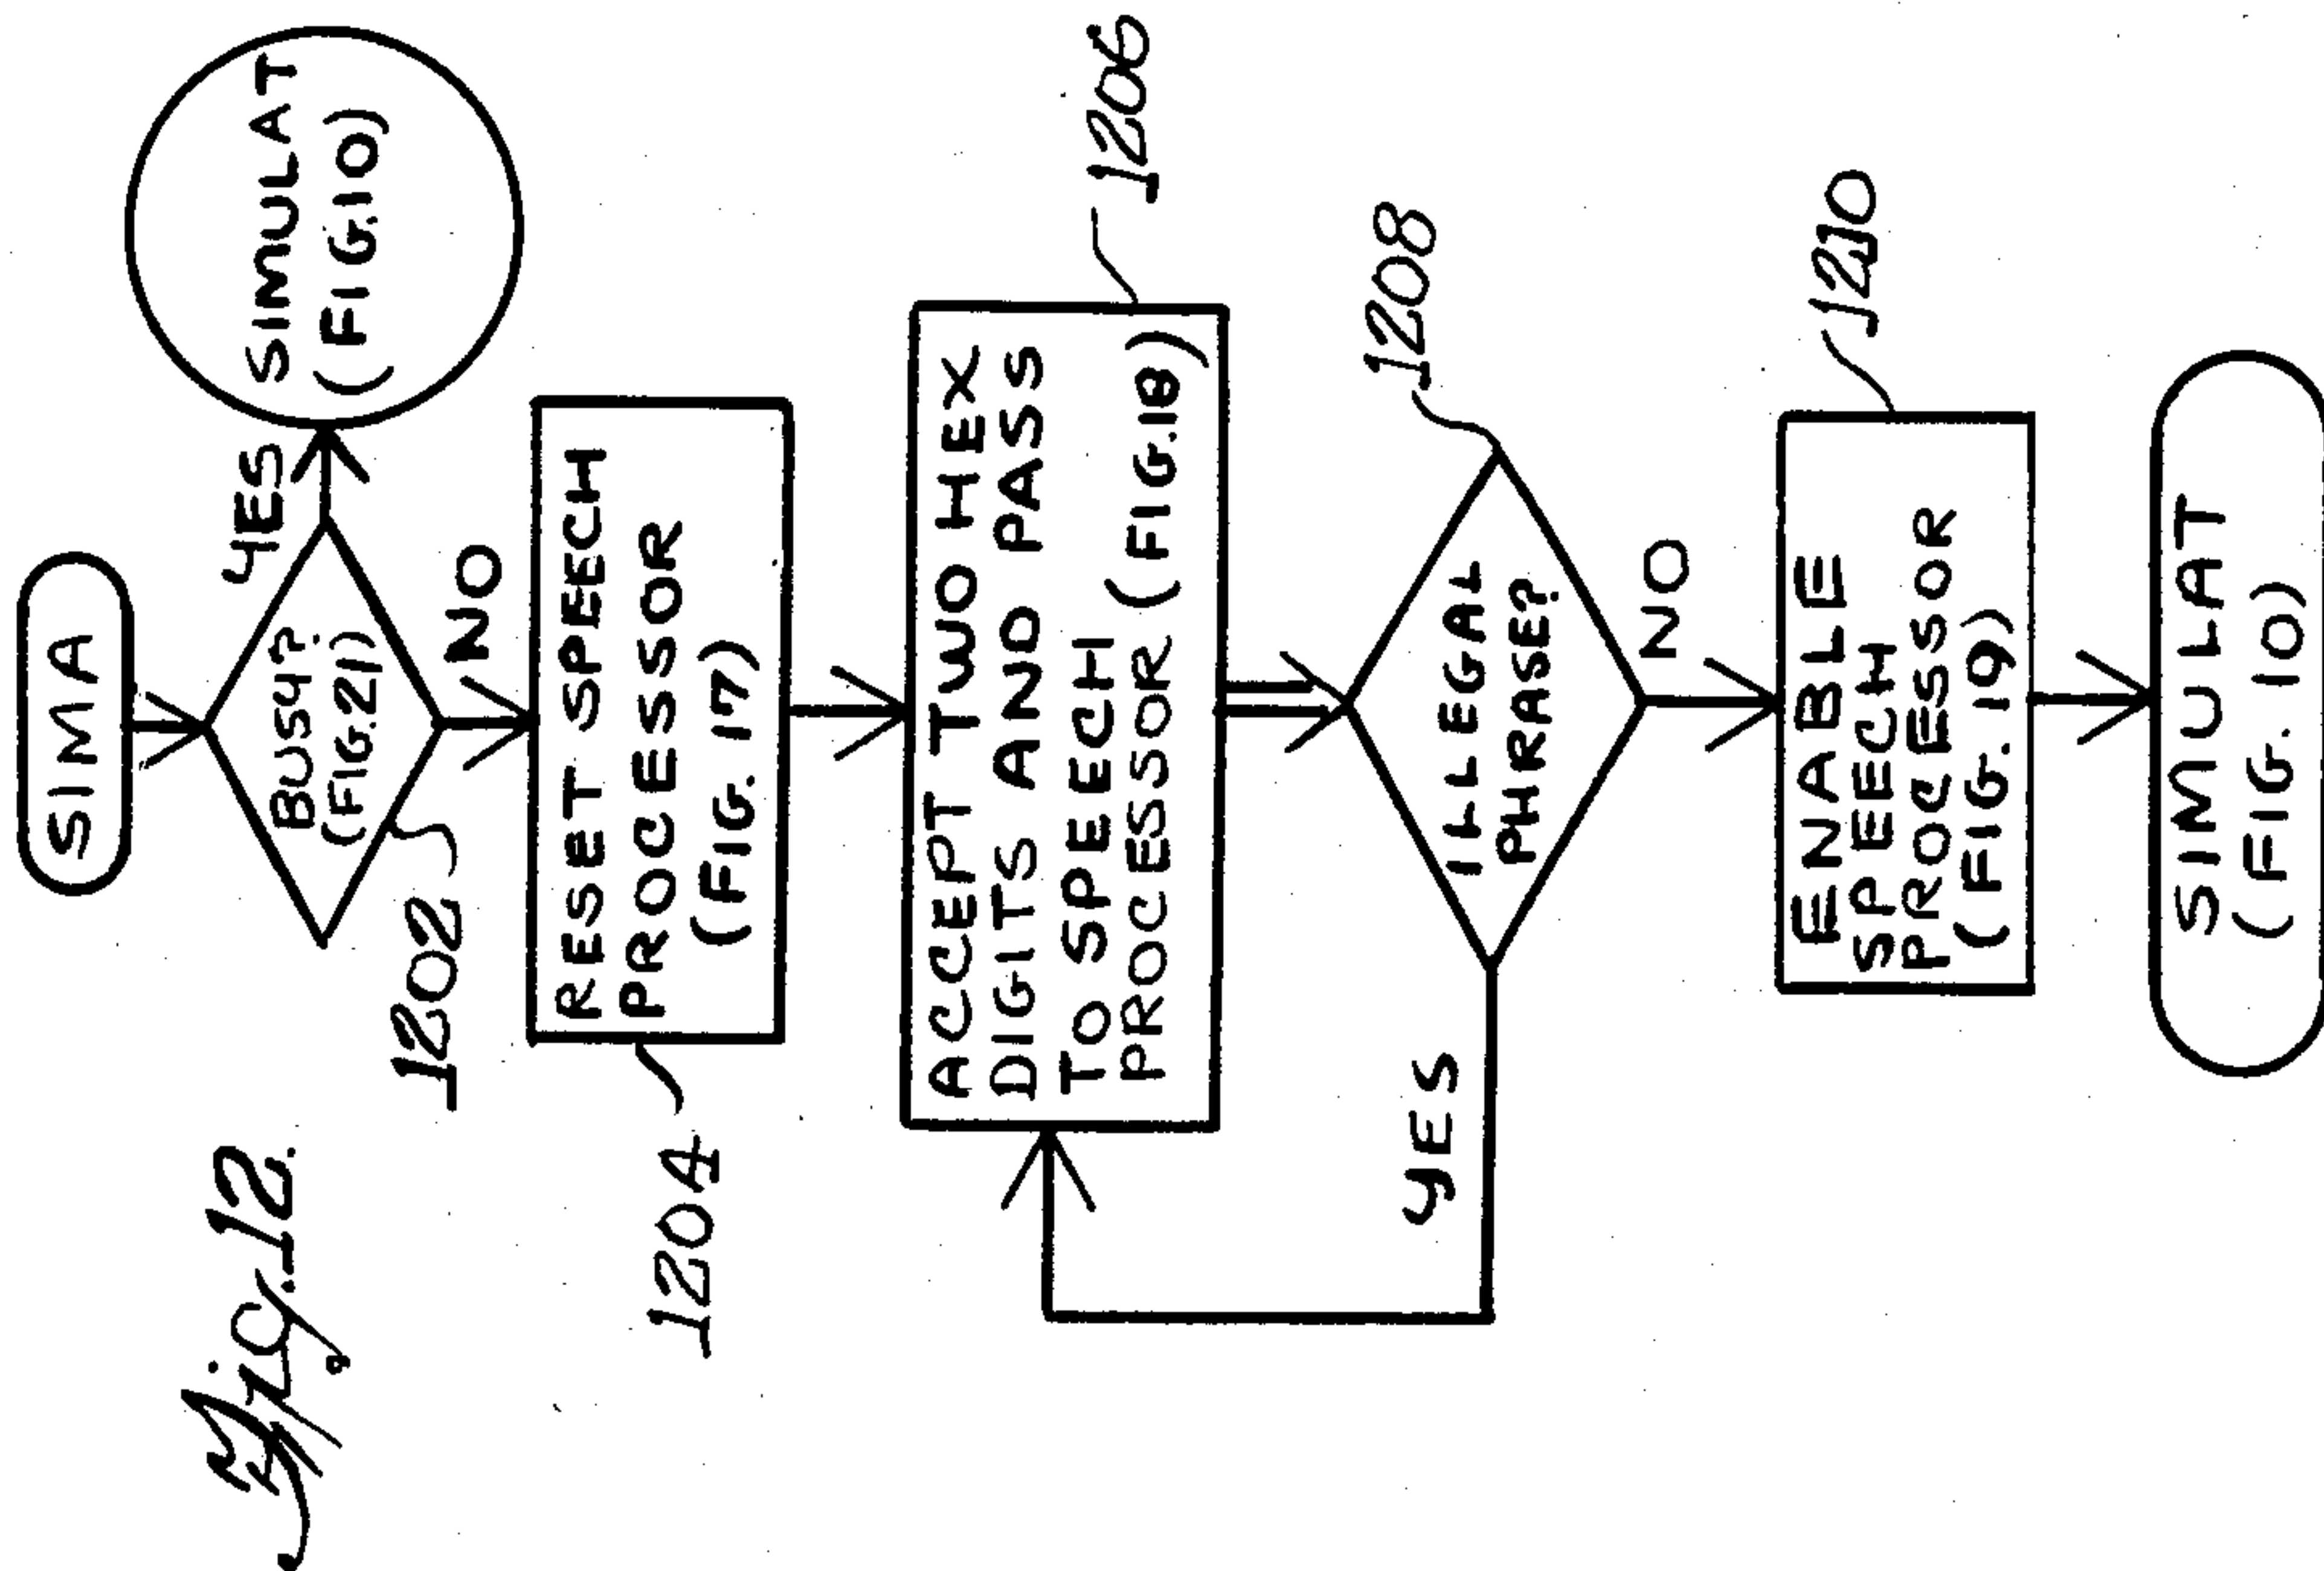 Fig. 12.
SIMA
BUSY?
(FIG.21)
YES
SIMULAT
(FIG.10)
1202
NO
RESET SPEECH
PROCESSOR
(FIG. 17)
1204
ACCEPT TWO HEX
DIGITS AND PASS
TO SPEECH
PROCESSOR (FIG.18)
1206
ILLEGAL
PHRASE?
1208
YES
NO
ENABLE
SPEECH
PROCESSOR
(FIG. 19)
1210
SIMULAT
(FIG. 10)